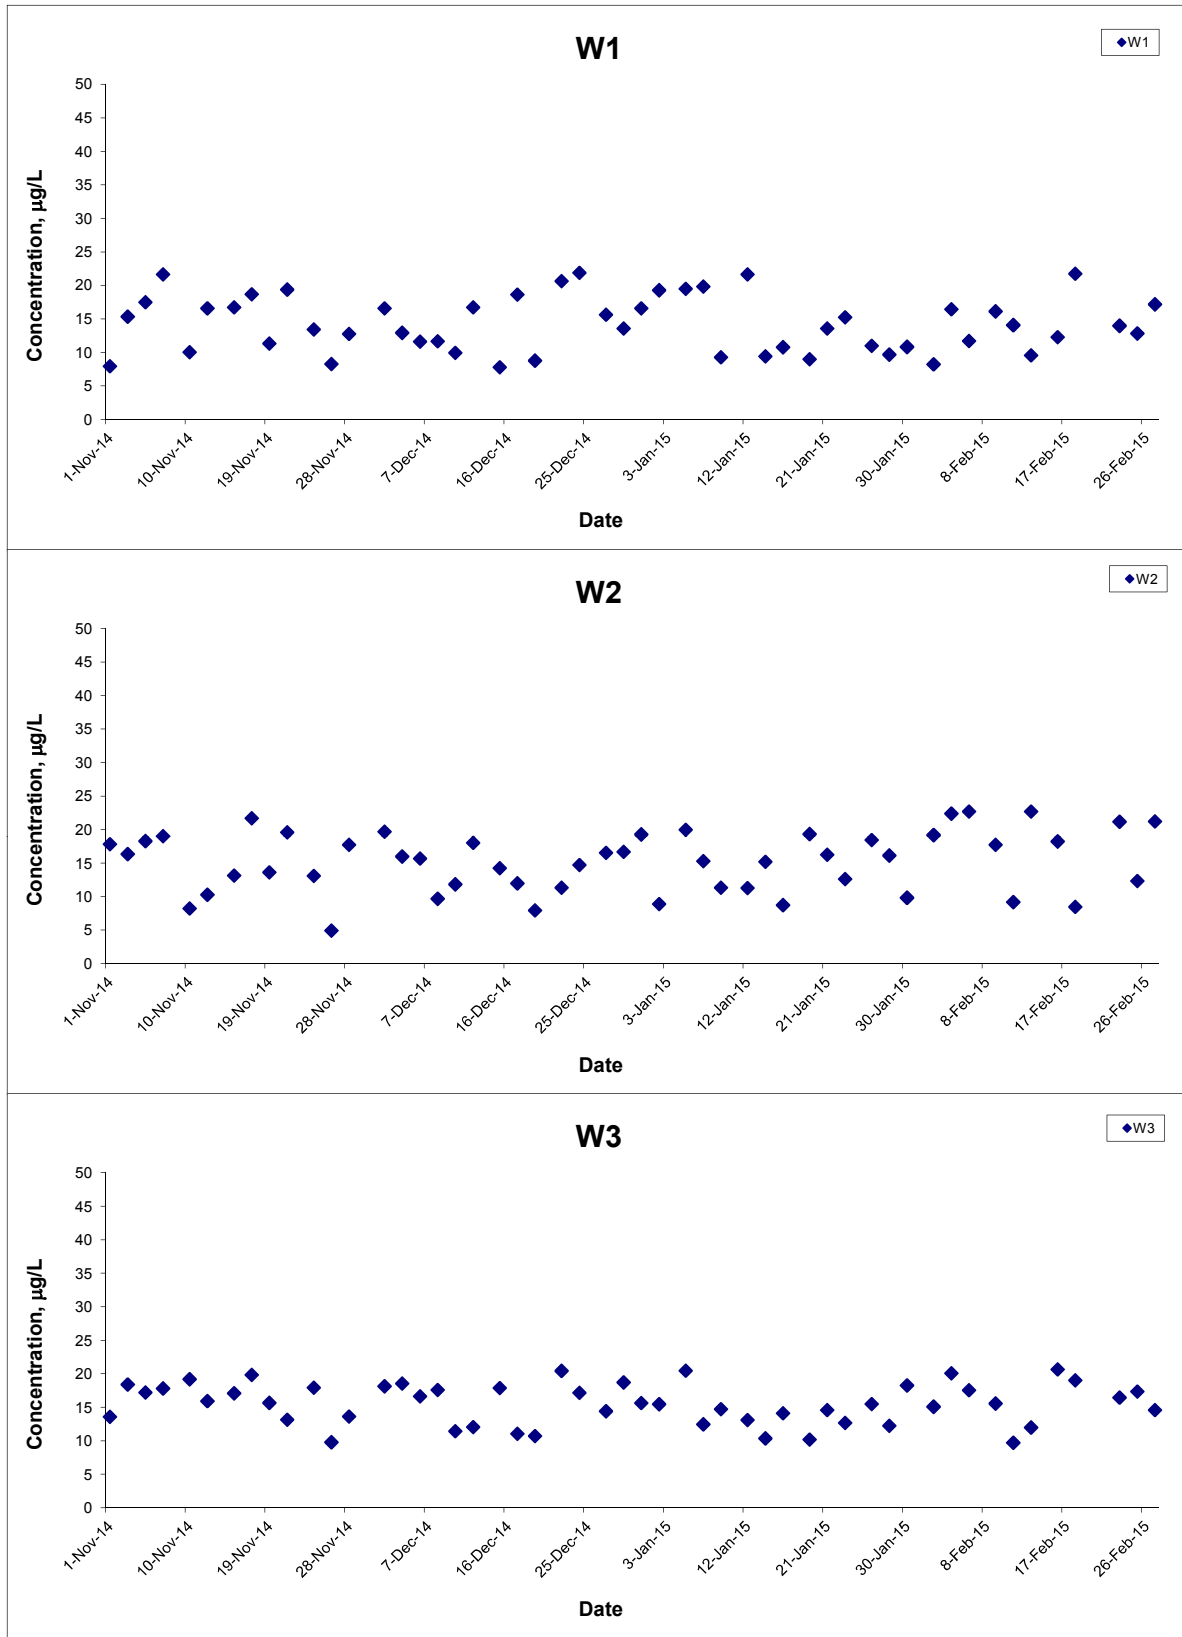 W1
W1
50
45
40
35
30
25
20
15
10
5
0
Concentration, µg/L
1-Nov-14
10-Nov-14
19-Nov-14
28-Nov-14
7-Dec-14
16-Dec-14
25-Dec-14
3-Jan-15
12-Jan-15
21-Jan-15
30-Jan-15
8-Feb-15
17-Feb-15
26-Feb-15
Date
W2
W2
50
45
40
35
30
25
20
15
10
5
0
Concentration, µg/L
1-Nov-14
10-Nov-14
19-Nov-14
28-Nov-14
7-Dec-14
16-Dec-14
25-Dec-14
3-Jan-15
12-Jan-15
21-Jan-15
30-Jan-15
8-Feb-15
17-Feb-15
26-Feb-15
Date
W3
W3
50
45
40
35
30
25
20
15
10
5
0
Concentration, µg/L
1-Nov-14
10-Nov-14
19-Nov-14
28-Nov-14
7-Dec-14
16-Dec-14
25-Dec-14
3-Jan-15
12-Jan-15
21-Jan-15
30-Jan-15
8-Feb-15
17-Feb-15
26-Feb-15
Date